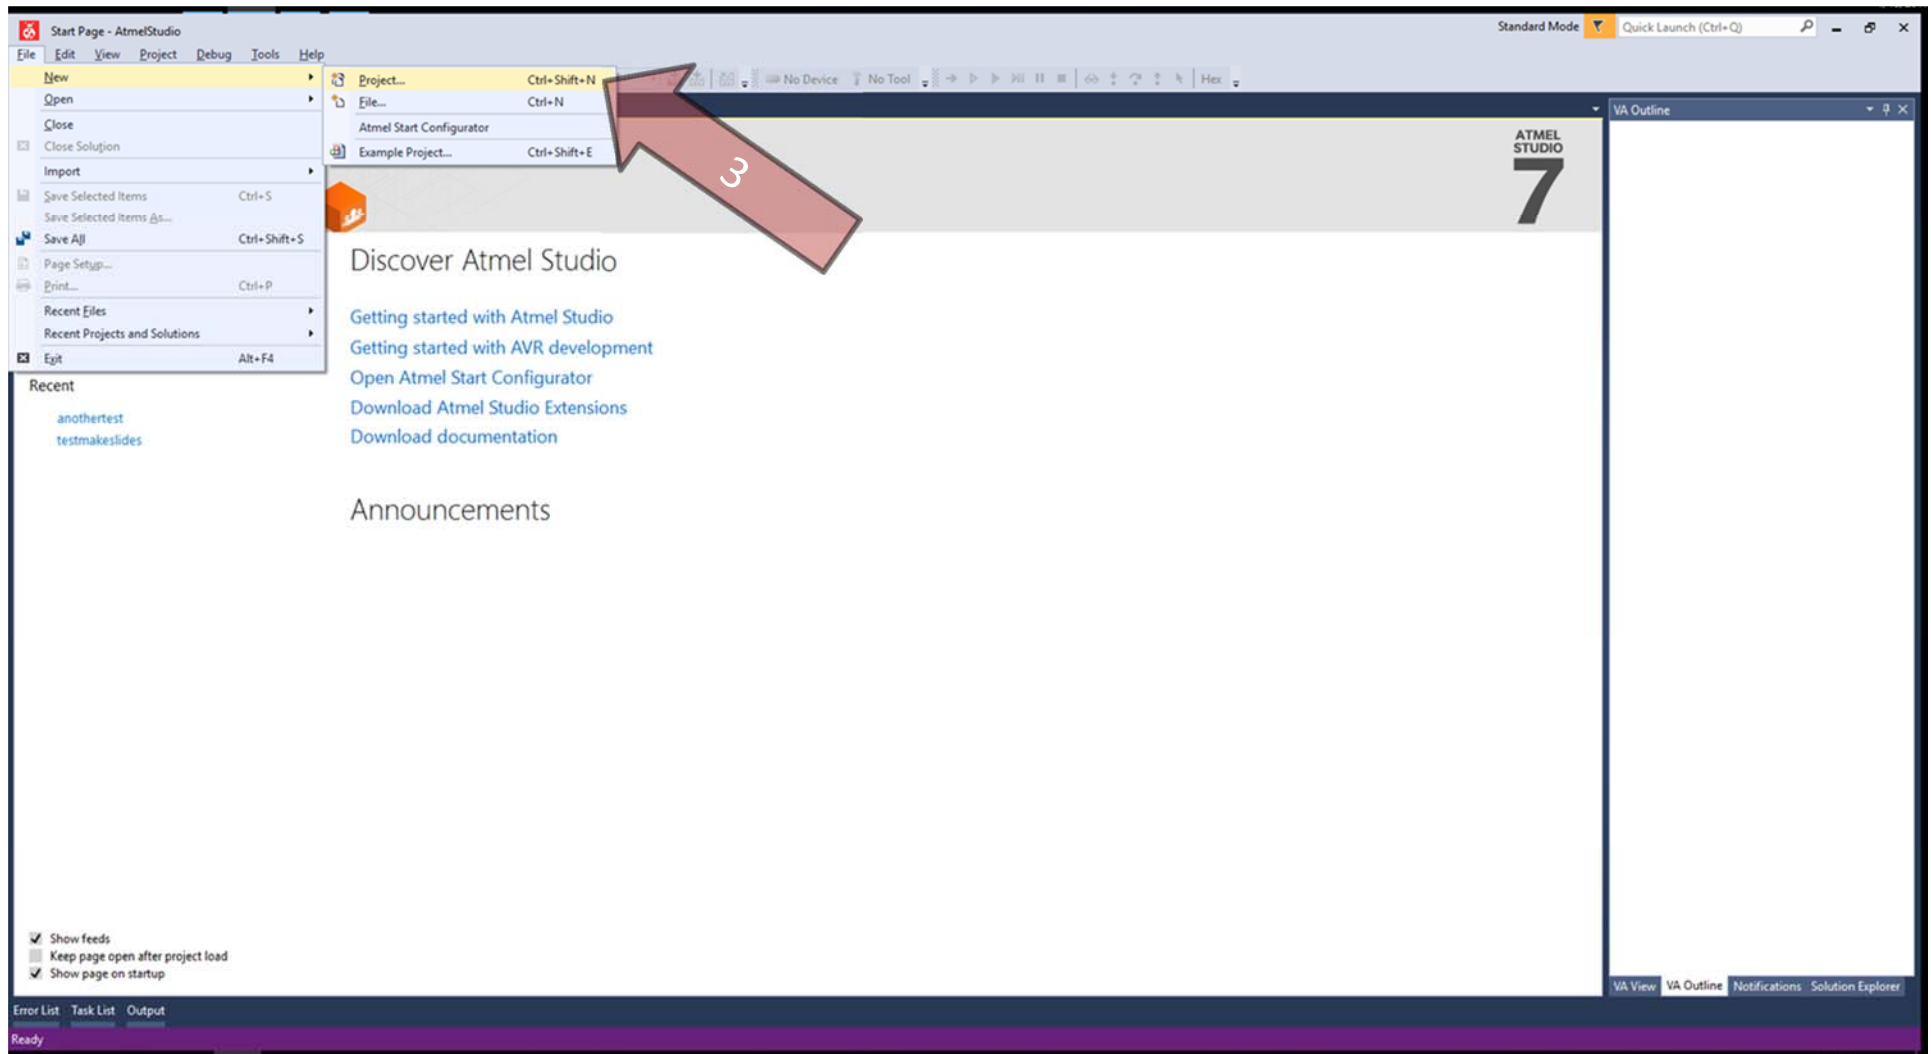 Start Page - AtmelStudio
Standard Mode
Quick Launch (Ctrl+Q)
File Edit View Project Debug Tools Help
No Device No Tool Hex
New
Open
Close
Close Solution
Import
Save Selected Items Ctrl+S
Save Selected Items As...
Save All Ctrl+Shift+S
Page Setup...
Print... Ctrl+P
Recent Files
Recent Projects and Solutions
Exit Alt+F4
Project... Ctrl+Shift+N
File... Ctrl+N
Atmel Start Configurator
Example Project... Ctrl+Shift+E
3
ATMEL
STUDIO
7
VA Outline
Discover Atmel Studio
Getting started with Atmel Studio
Getting started with AVR development
Open Atmel Start Configurator
Download Atmel Studio Extensions
Download documentation
Announcements
Recent
anothertest
testmakeslides
Show feeds
Keep page open after project load
Show page on startup
VA View VA Outline Notifications Solution Explorer
Error List Task List Output
Ready